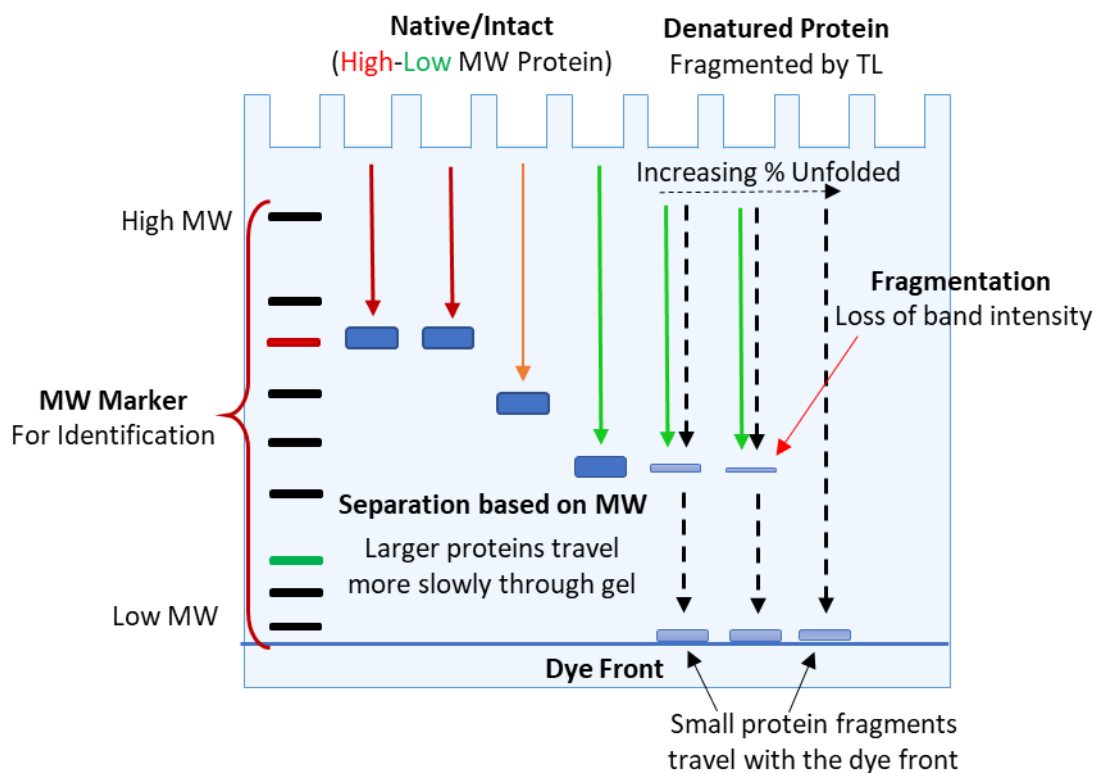 Native/Intact
(High-Low MW Protein)
Denatured Protein
Fragmented by TL
Increasing % Unfolded
High MW
Fragmentation
Loss of band intensity
MW Marker
For Identification
Separation based on MW
Larger proteins travel
more slowly through gel
Low MW
Dye Front
Small protein fragments
travel with the dye front